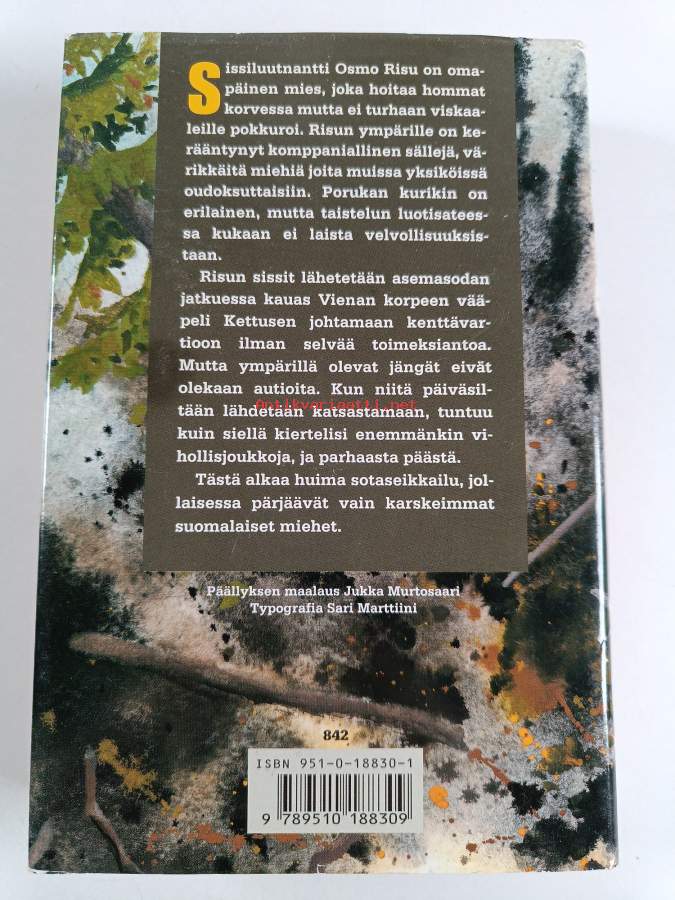 Sissiluutnantti Osmo Risu on oma-
päinen mies, joka hoitaa hommat
korvessa mutta ei turhaan viskaa-
leille pokkuroi. Risun ympärille on ke-
rääntynyt komppaniallinen sällejä, vä-
rikkäitä miehiä joita muissa yksiköissä
oudoksuttaisiin. Porukan kurikin on
erilainen, mutta taistelun luotisatees-
sa kukaan ei laista velvollisuuksis-
taan.
Risun sissit lähetetään asemasodan
jatkuessa kauas Vienan korpeen vää-
peli Kettusen johtamaan kenttävar-
tioon ilman selvää toimeksiantoa.
Mutta ympärillä olevat jängät eivät
olekaan autioita. Kun niitä päiväsil-
antikvariaatti.net
tään lähdetään katsastamaan, tuntuu
kuin siellä kiertelisi enemmänkin vi-
hollisjoukkoja, ja parhaasta päästä.
Tästä alkaa huima sotaseikkailu, jol-
laisessa pärjäävät vain karskeimmat
suomalaiset miehet.
Päällyksen maalaus Jukka Murtosaari
Typografia Sari Marttiini
842
ISBN 951-0-18830-1
9 789510 188309